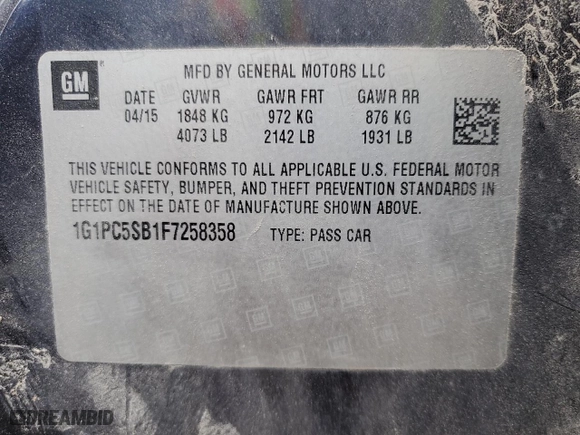 GM
MFD BY GENERAL MOTORS LLC
DATE GVWR GAWR FRT GAWR RR
04/15 1848 KG 972 KG 876 KG
4073 LB 2142 LB 1931 LB
THIS VEHICLE CONFORMS TO ALL APPLICABLE U.S. FEDERAL MOTOR
VEHICLE SAFETY, BUMPER, AND THEFT PREVENTION STANDARDS IN
EFFECT ON THE DATE OF MANUFACTURE SHOWN ABOVE.
1G1PC5SB1F7258358 TYPE: PASS CAR
DREAMBID